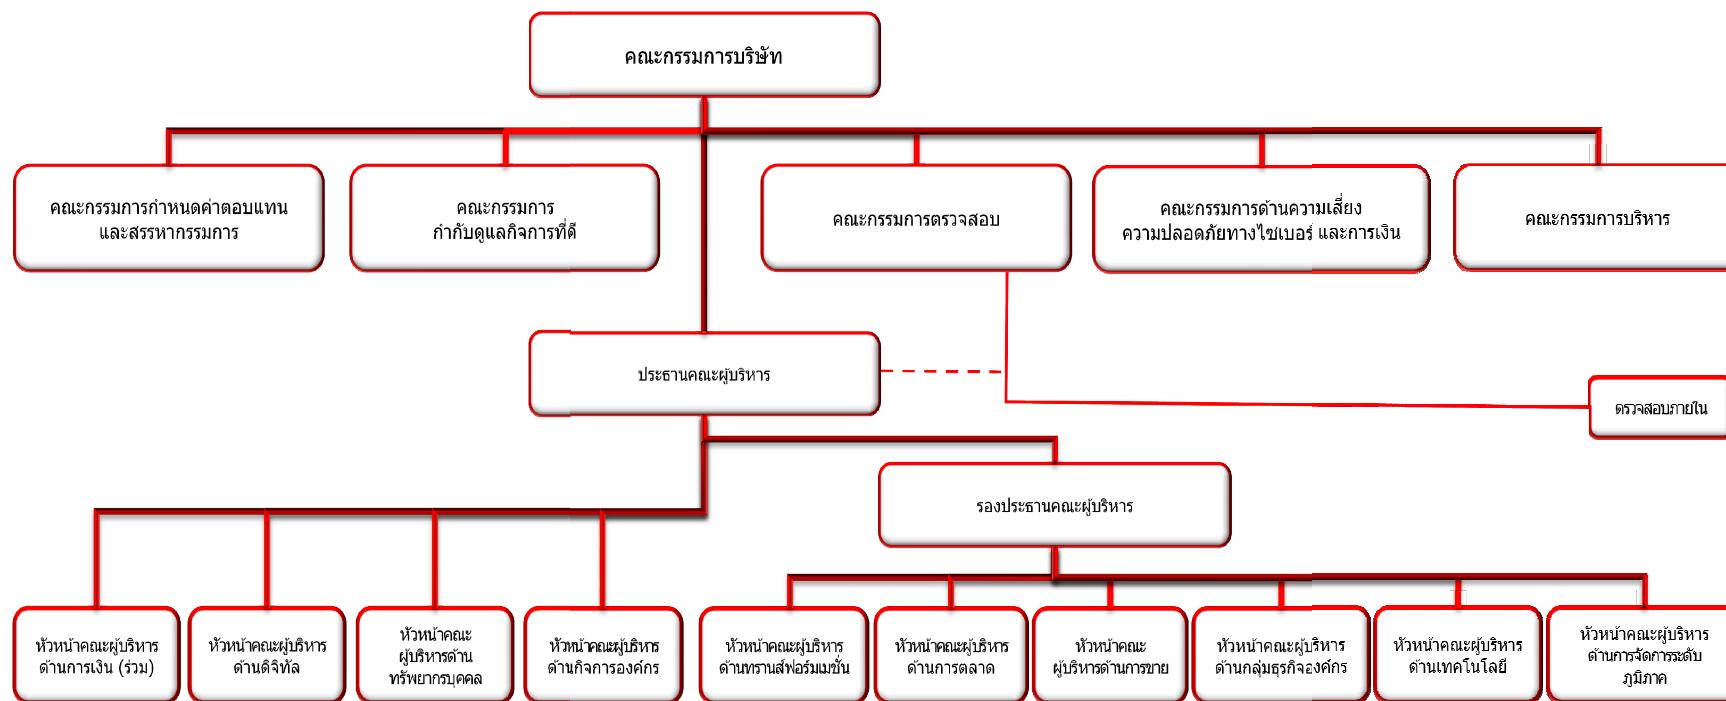 คณะกรรมการบริษัท
คณะกรรมการกำหนดค่าตอบแทน
และสรรหากรรมการ
คณะกรรมการ
กำกับดูแลกิจการที่ดี
คณะกรรมการตรวจสอบ
คณะกรรมการด้านความเสี่ยง
ความปลอดภัยทางไซเบอร์ และการเงิน
คณะกรรมการบริหาร
ประธานคณะผู้บริหาร
ตรวจสอบภายใน
รองประธานคณะผู้บริหาร
หัวหน้าคณะผู้บริหาร
ด้านการเงิน (ร่วม)
หัวหน้าคณะผู้บริหาร
ด้านดิจิทัล
หัวหน้าคณะ
ผู้บริหารด้าน
ทรัพยากรบุคคล
หัวหน้าคณะผู้บริหาร
ด้านกิจการองค์กร
หัวหน้าคณะผู้บริหาร
ด้านทรานส์ฟอร์มเมชั่น
หัวหน้าคณะผู้บริหาร
ด้านการตลาด
หัวหน้าคณะ
ผู้บริหารด้านการขาย
หัวหน้าคณะผู้บริหาร
ด้านกลุ่มธุรกิจองค์กร
หัวหน้าคณะผู้บริหาร
ด้านเทคโนโลยี
หัวหน้าคณะผู้บริหาร
ด้านการจัดการระดับ
ภูมิภาค